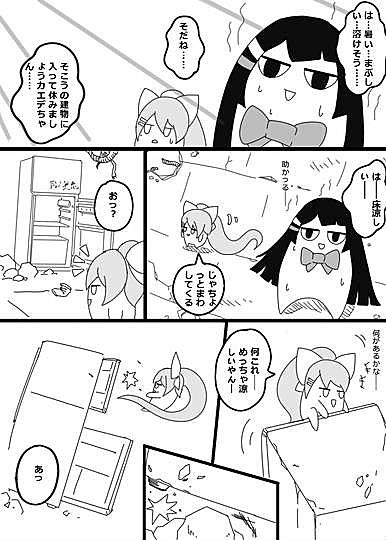 は…暑い…まぶし
い…溶けそう…
そだね……
そこうの建物に
入って休みまし
ょうカエデちゃ
ん……
は――床涼し
い――
助かつる
じゃちょ
っとまわ
してくる
おっ?
何があるかな――
何これ――
めっちゃ涼
しいやん―
あっ